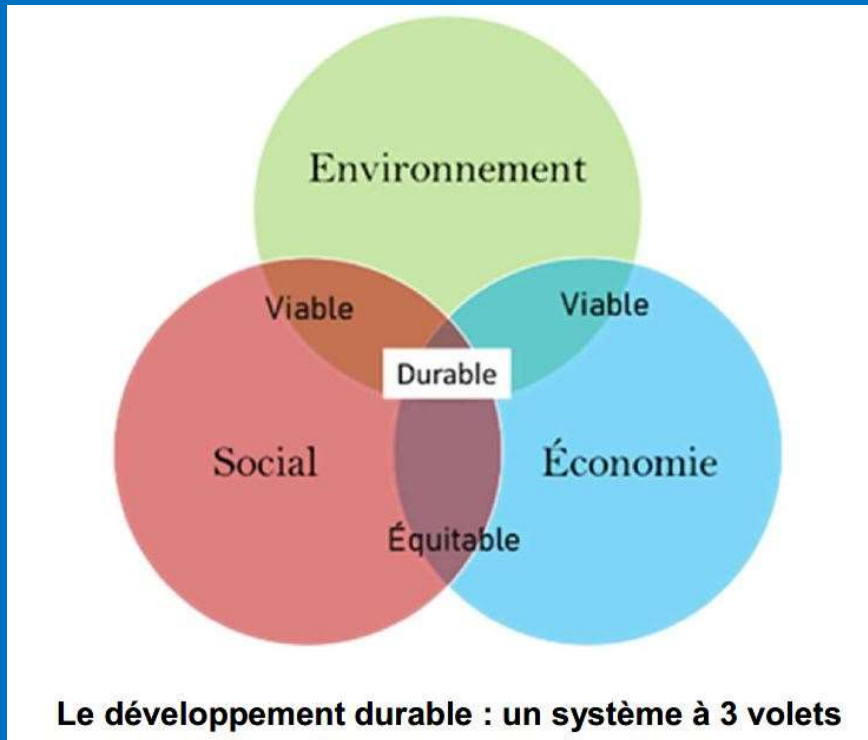 Environnement
Viable
Viable
Durable
Social
Économie
Équitable
Le développement durable : un système à 3 volets